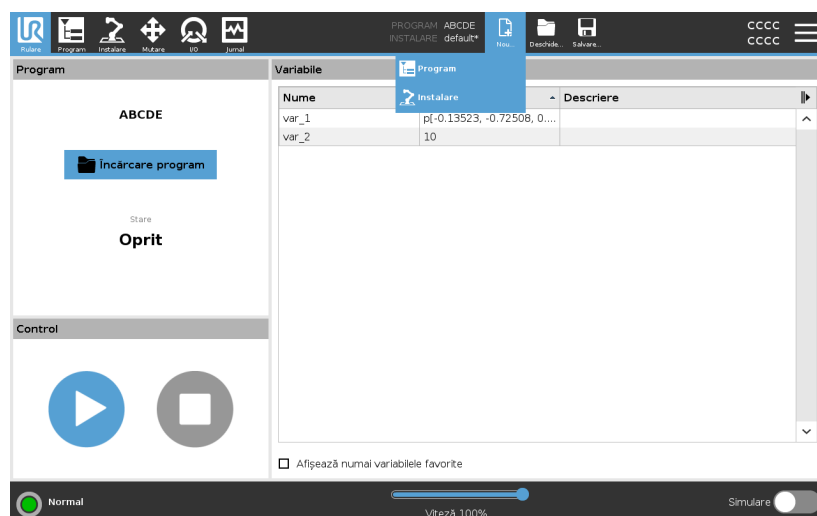 Rulare Program Instalare Mutare I/O Jurnal
PROGRAM ABCDE
INSTALARE default*
Nou... Deschide... Salvare...
CCCC
CCCC
Program
Instalare
Program
ABCDE
Încărcare program
Stare
Oprit
Control
Variabile
Nume Descriere
var_1 p[-0.13523, -0.72508, 0....
var_2 10
Afișează numai variabilele favorite
Normal
Viteză 100%
Simulare